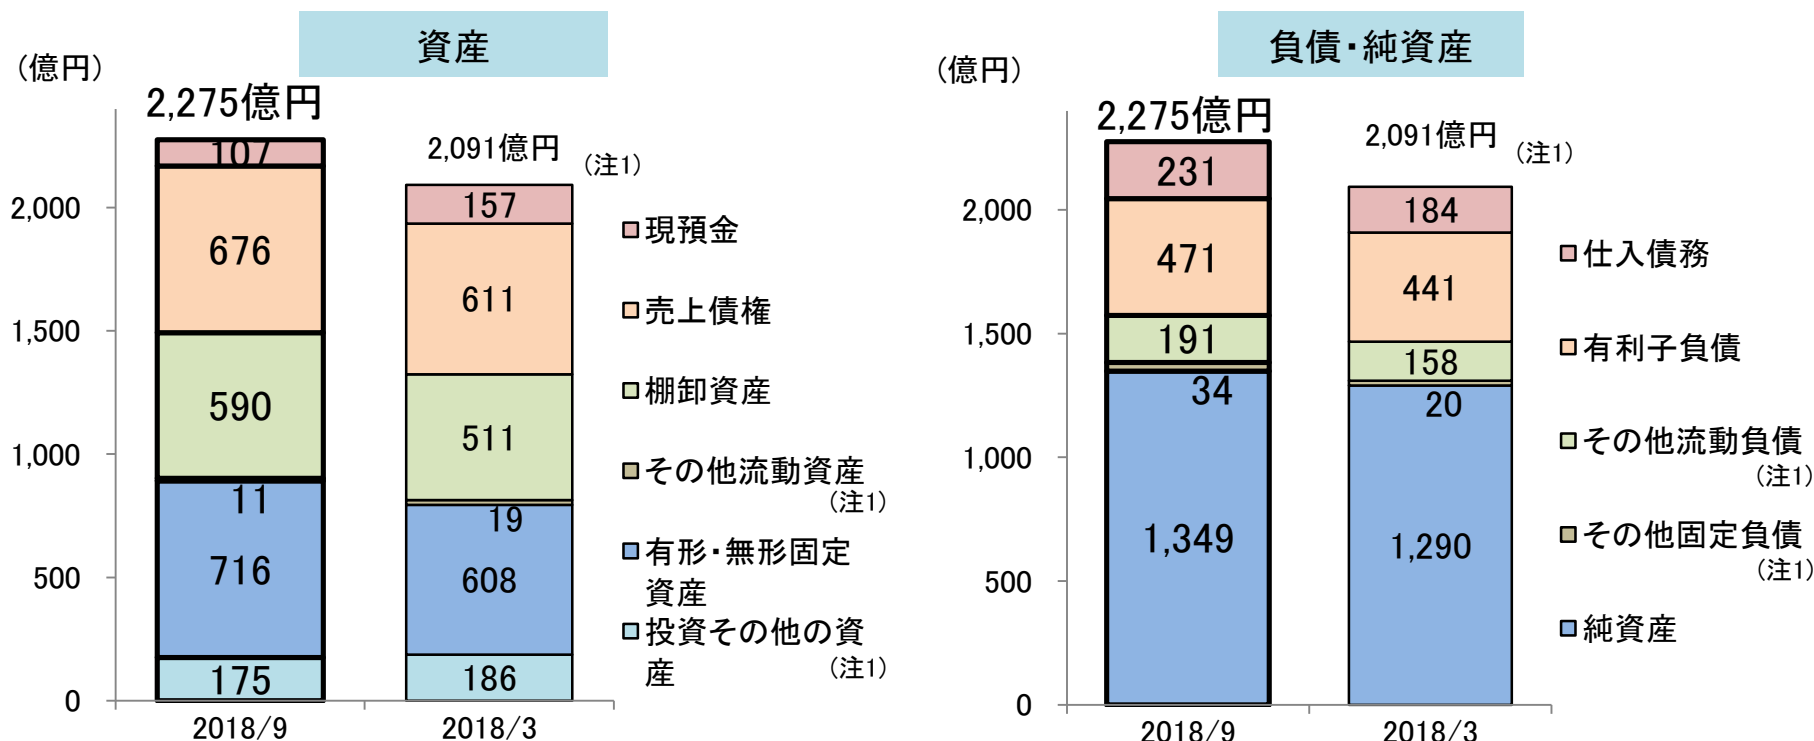 資産
(億円)
2,275億円
2,091億円
(注1)
2,000
1,500
1,000
500
0
107
676
590
11
716
175
157
611
511
19
608
186
2018/9
2018/3
現預金
売上債権
棚卸資産
その他流動資産
(注1)
有形・無形固定
資産
投資その他の資
産
(注1)
負債・純資産
(億円)
2,275億円
2,091億円
(注1)
2,000
1,500
1,000
500
0
231
471
191
34
1,349
184
441
158
20
1,290
2018/9
2018/3
仕入債務
有利子負債
その他流動負債
(注1)
その他固定負債
(注1)
純資産